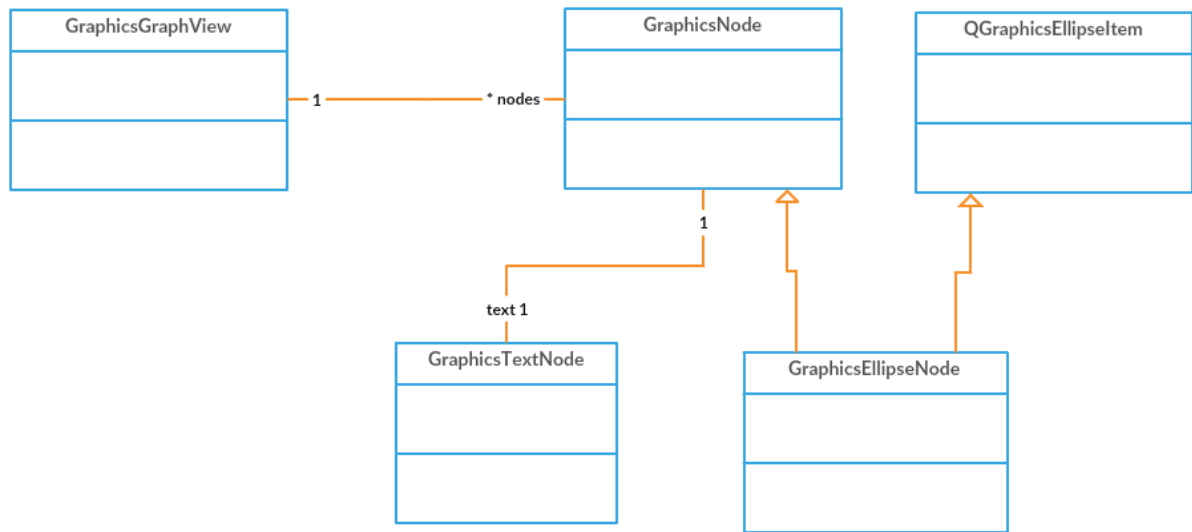 GraphicsGraphView
GraphicsNode
QGraphicsEllipseItem
1
* nodes
1
text 1
GraphicsTextNode
GraphicsEllipseNode